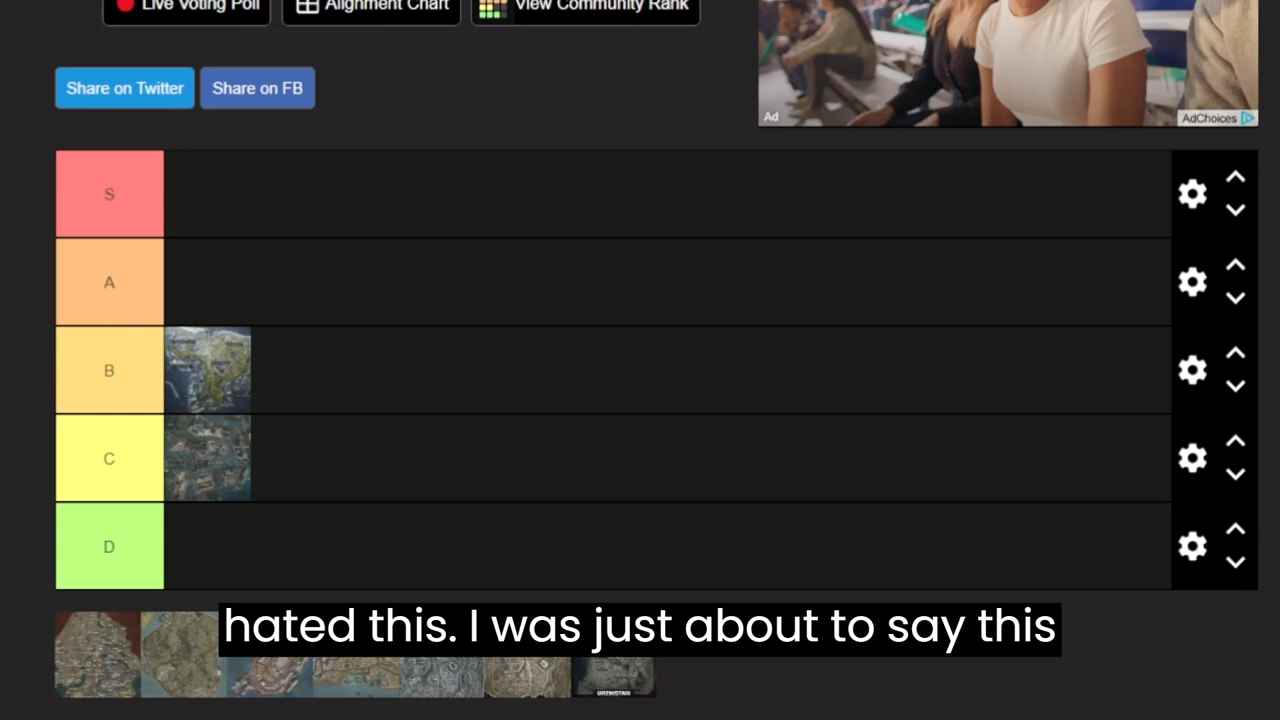 Live Voting Poll
Alignment Chart
View Community Rank
Share on Twitter
Share on FB
Ad
AdChoices
S
A
B
C
D
hated this. I was just about to say this
URZIKSTAN